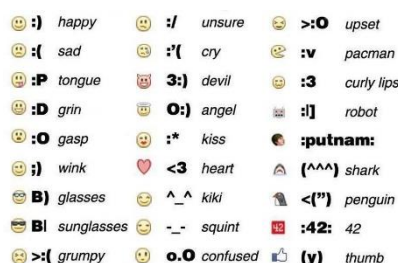 :) happy :/ unsure >:O upset
:( sad :'( cry :v pacman
:P tongue 3:) devil :3 curly lips
:D grin O:) angel :|] robot
:O gasp :* kiss :putnam:
;) wink <3 heart (^^^) shark
B) glasses ^_^ kiki <(") penguin
B| sunglasses -_- squint 42 :42: 42
>:( grumpy o.O confused (y) thumb